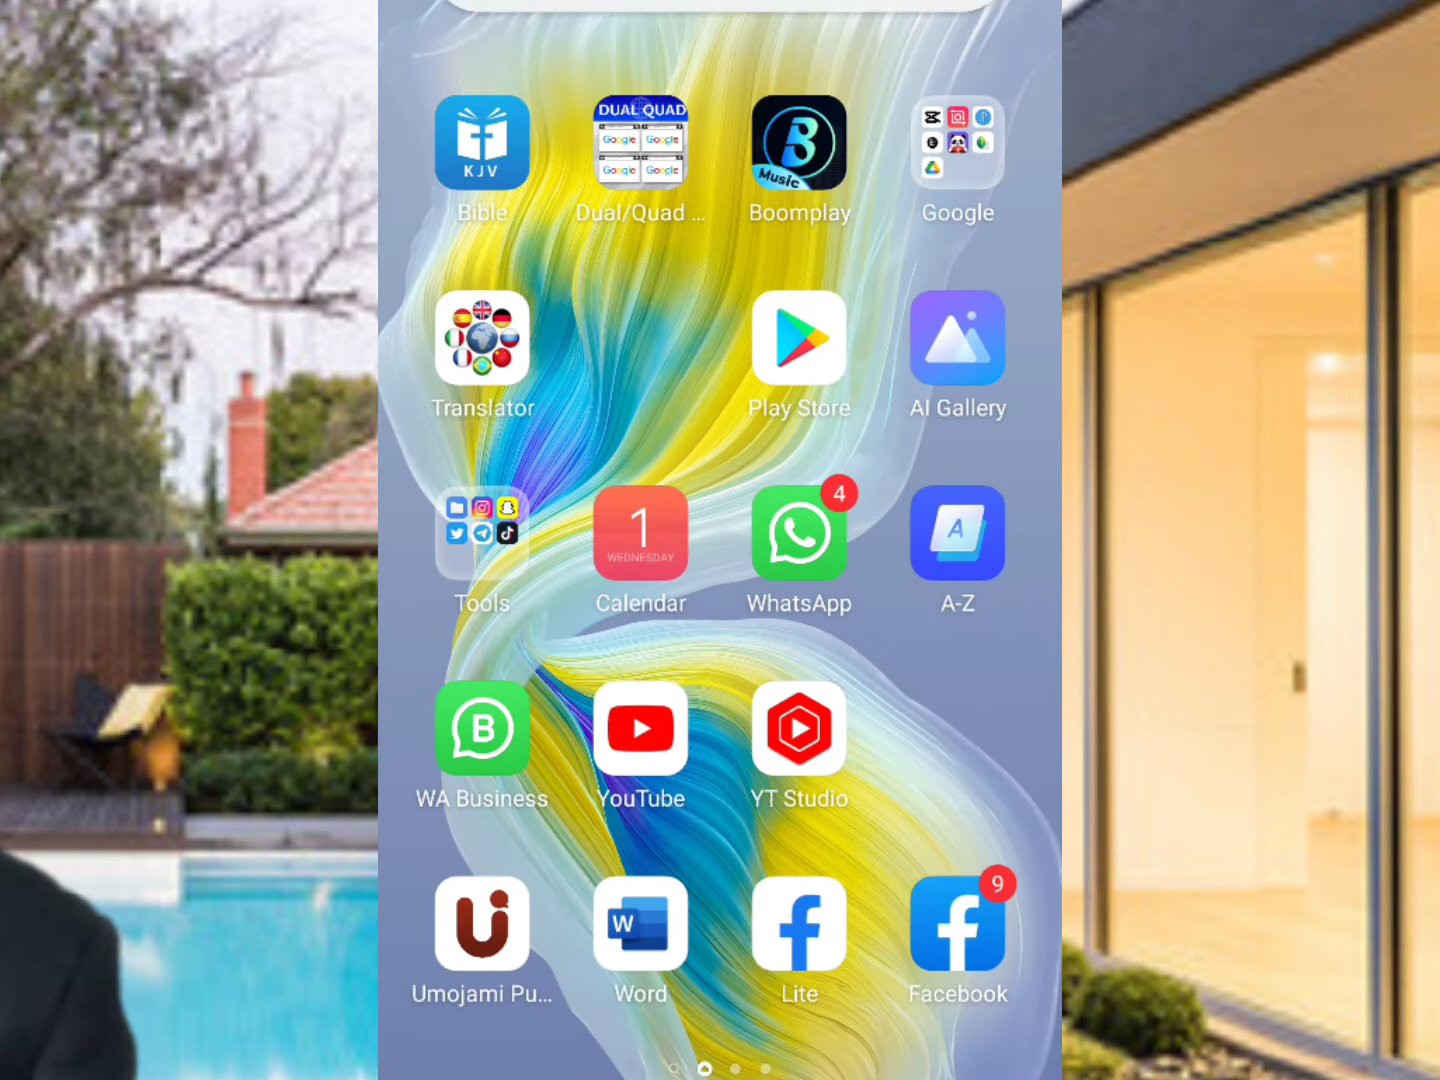 KJV
Bible
DUAL QUAD
Google Google
Google Google
Dual/Quad ...
B
Music
Boomplay
Google
Translator
Play Store
AI Gallery
Tools
1
WEDNESDAY
Calendar
4
WhatsApp
A
A-Z
B
WA Business
YouTube
YT Studio
Ui
Umojami Pu...
W
Word
f
Lite
9
f
Facebook